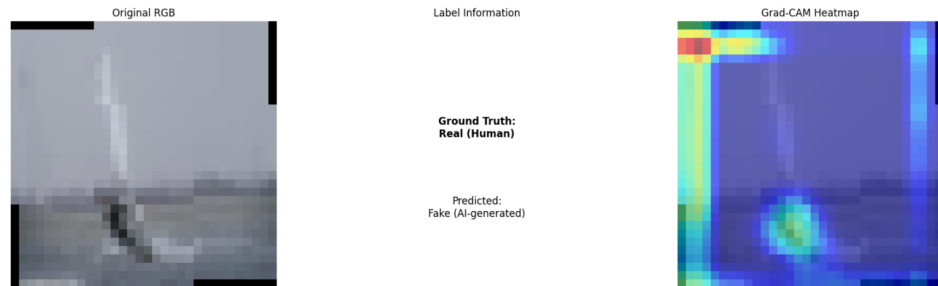 Original RGB
Label Information
Grad-CAM Heatmap
Ground Truth:
Real (Human)
Predicted:
Fake (AI-generated)